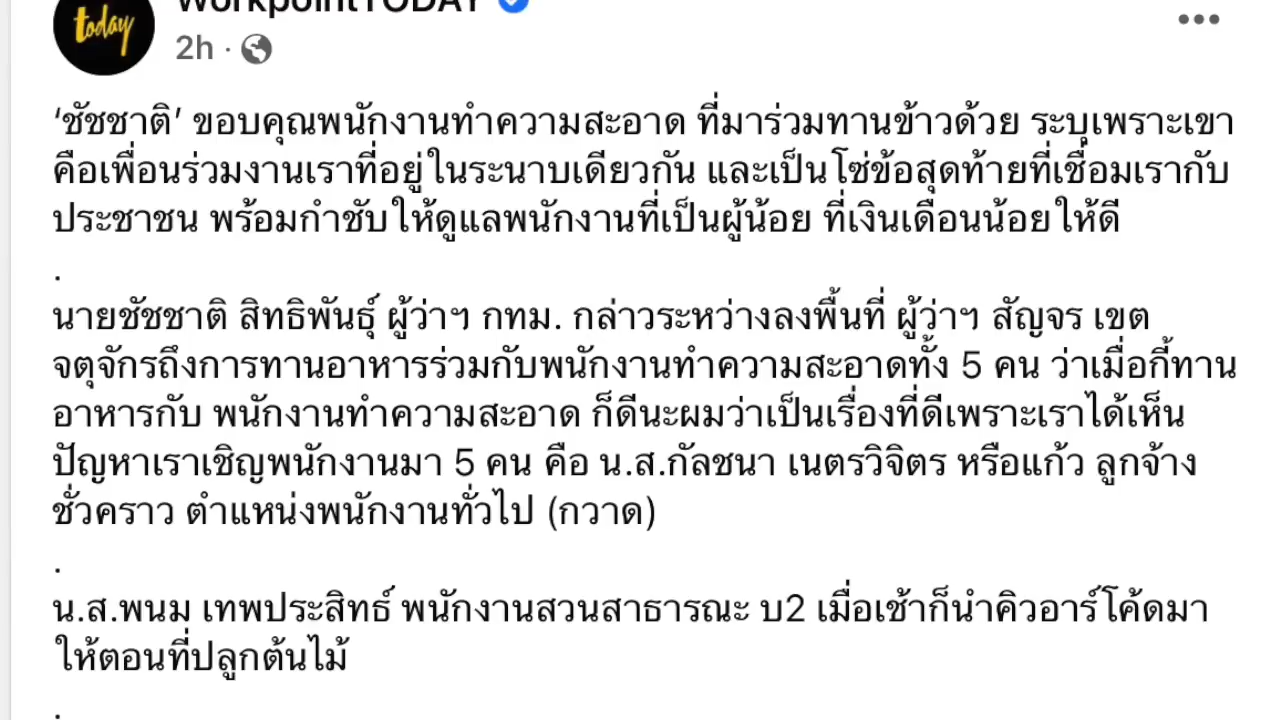 WorkpointTODAY
today
2h ·
‘ชัชชาติ’ ขอบคุณพนักงานทำความสะอาด ที่มาร่วมทานข้าวด้วย ระบุเพราะเขา
คือเพื่อนร่วมงานเราที่อยู่ในระนาบเดียวกัน และเป็นโซ่ข้อสุดท้ายที่เชื่อมเรากับ
ประชาชน พร้อมกำชับให้ดูแลพนักงานที่เป็นผู้น้อย ที่เงินเดือนน้อยให้ดี
.
นายชัชชาติ สิทธิพันธุ์ ผู้ว่าฯ กทม. กล่าวระหว่างลงพื้นที่ ผู้ว่าฯ สัญจร เขต
จตุจักรถึงการทานอาหารร่วมกับพนักงานทำความสะอาดทั้ง 5 คน ว่าเมื่อกี้ทาน
อาหารกับ พนักงานทำความสะอาด ก็ดีนะผมว่าเป็นเรื่องที่ดีเพราะเราได้เห็น
ปัญหาเราเชิญพนักงานมา 5 คน คือ น.ส.กัลชนา เนตรวิจิตร หรือแก้ว ลูกจ้าง
ชั่วคราว ตำแหน่งพนักงานทั่วไป (กวาด)
.
น.ส.พนม เทพประสิทธ์ พนักงานสวนสาธารณะ บ2 เมื่อเช้าก็นำคิวอาร์โค้ดมา
ให้ตอนที่ปลูกต้นไม้
.